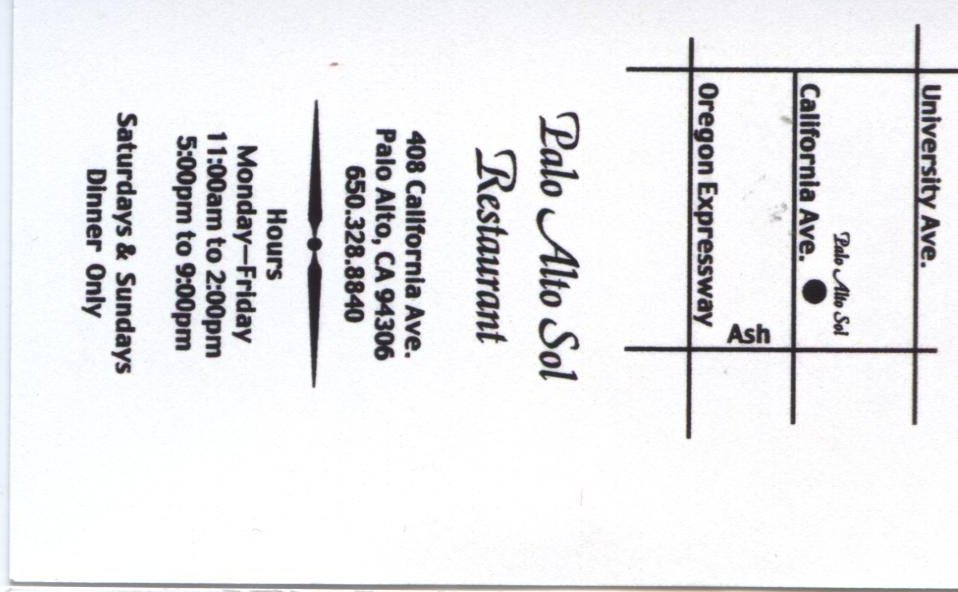 University Ave.
Palo Alto Sol
California Ave.
Ash
Oregon Expressway
Palo Alto Sol
Restaurant
408 California Ave.
Palo Alto, CA 94306
650.328.8840
Hours
Monday–Friday
11:00am to 2:00pm
5:00pm to 9:00pm
Saturdays & Sundays
Dinner Only